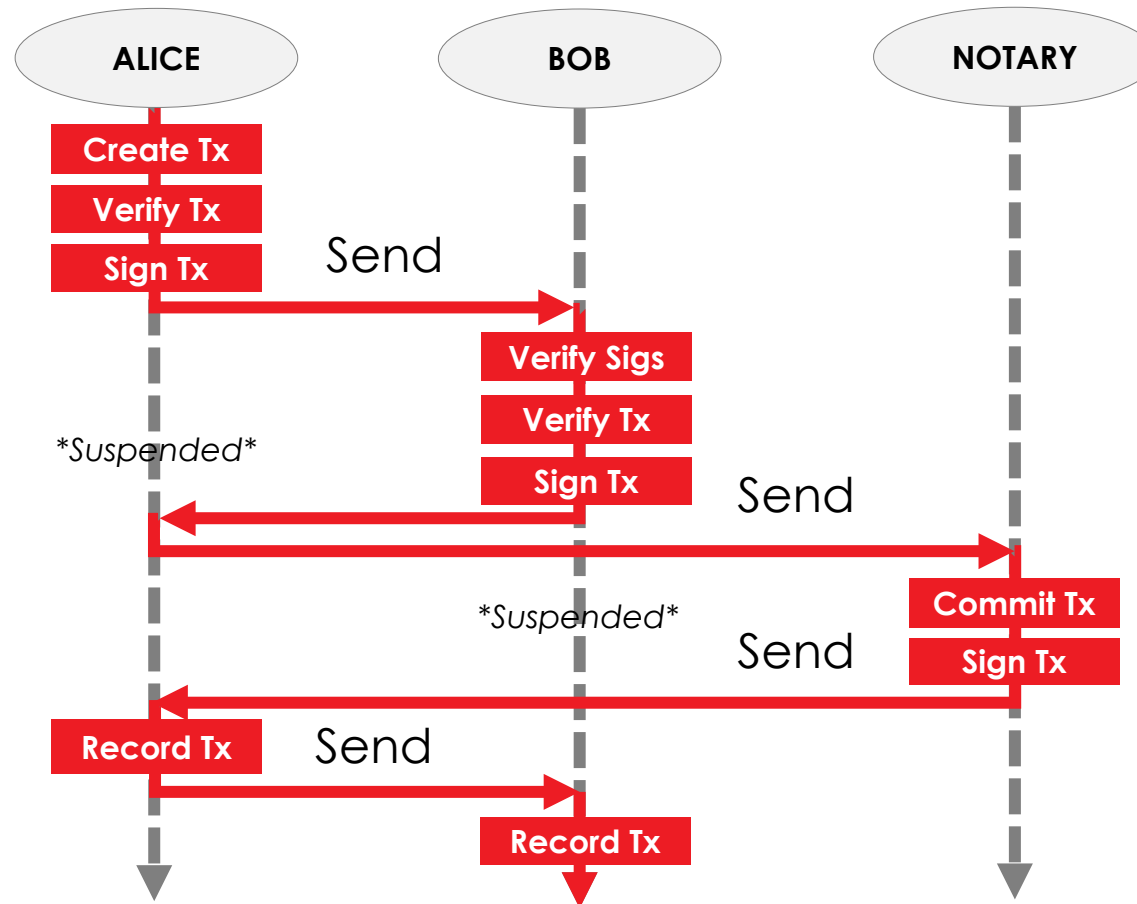 ALICE
BOB
NOTARY
Create Tx
Verify Tx
Sign Tx
Send
Verify Sigs
Verify Tx
*Suspended*
Sign Tx
Send
Commit Tx
*Suspended*
Send
Sign Tx
Record Tx
Send
Record Tx